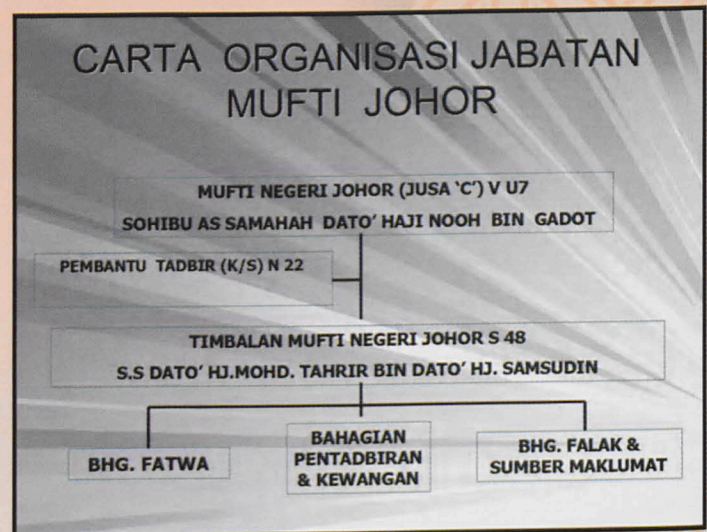 CARTA ORGANISASI JABATAN
MUFTI JOHOR
MUFTI NEGERI JOHOR (JUSA ‘C’) V U7
SOHIBU AS SAMAHAH DATO’ HAJI NOOH BIN GADOT
PEMBANTU TADBIR (K/S) N 22
TIMBALAN MUFTI NEGERI JOHOR S 48
S.S DATO’ HJ.MOHD. TAHRIR BIN DATO’ HJ. SAMSUDIN
BHG. FATWA
BAHAGIAN
PENTADBIRAN
& KEWANGAN
BHG. FALAK &
SUMBER MAKLUMAT